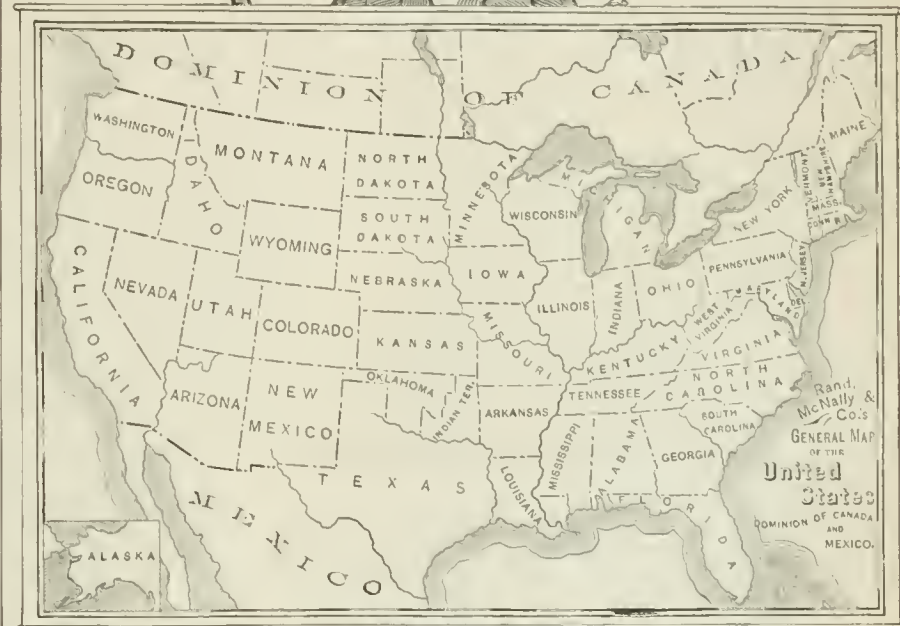 DOMINION OF CANADA
WASHINGTON
IDAHO
MONTANA
NORTH
DAKOTA
MINNESOTA
MICHIGAN
MAINE
VERMONT
NEW
HAMPSHIRE
OREGON
WYOMING
SOUTH
DAKOTA
WISCONSIN
NEW YORK
MASS.
CONN.
R.I.
CALIFORNIA
NEVADA
UTAH
COLORADO
NEBRASKA
IOWA
ILLINOIS
INDIANA
OHIO
PENNSYLVANIA
N. JERSEY
MARYLAND
DEL.
WEST
VIRGINIA
KANSAS
MISSOURI
KENTUCKY
VIRGINIA
ARIZONA
NEW
MEXICO
OKLAHOMA
INDIAN TER.
ARKANSAS
TENNESSEE
NORTH
CAROLINA
SOUTH
CAROLINA
TEXAS
LOUISIANA
MISSISSIPPI
ALABAMA
GEORGIA
FLORIDA
MEXICO
ALASKA
Rand,
McNally &
Co.'s
GENERAL MAP
OF THE
United
States
DOMINION OF CANADA
AND
MEXICO.